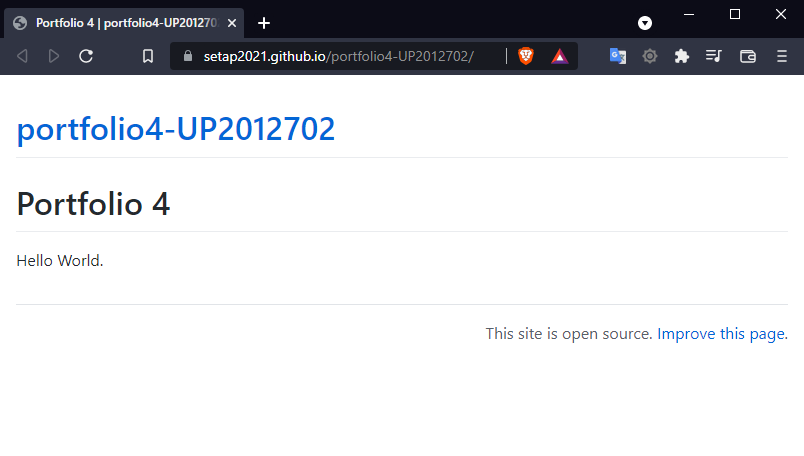 Portfolio 4 | portfolio4-UP201270
setap2021.github.io/portfolio4-UP2012702/
portfolio4-UP2012702
Portfolio 4
Hello World.
This site is open source. Improve this page.